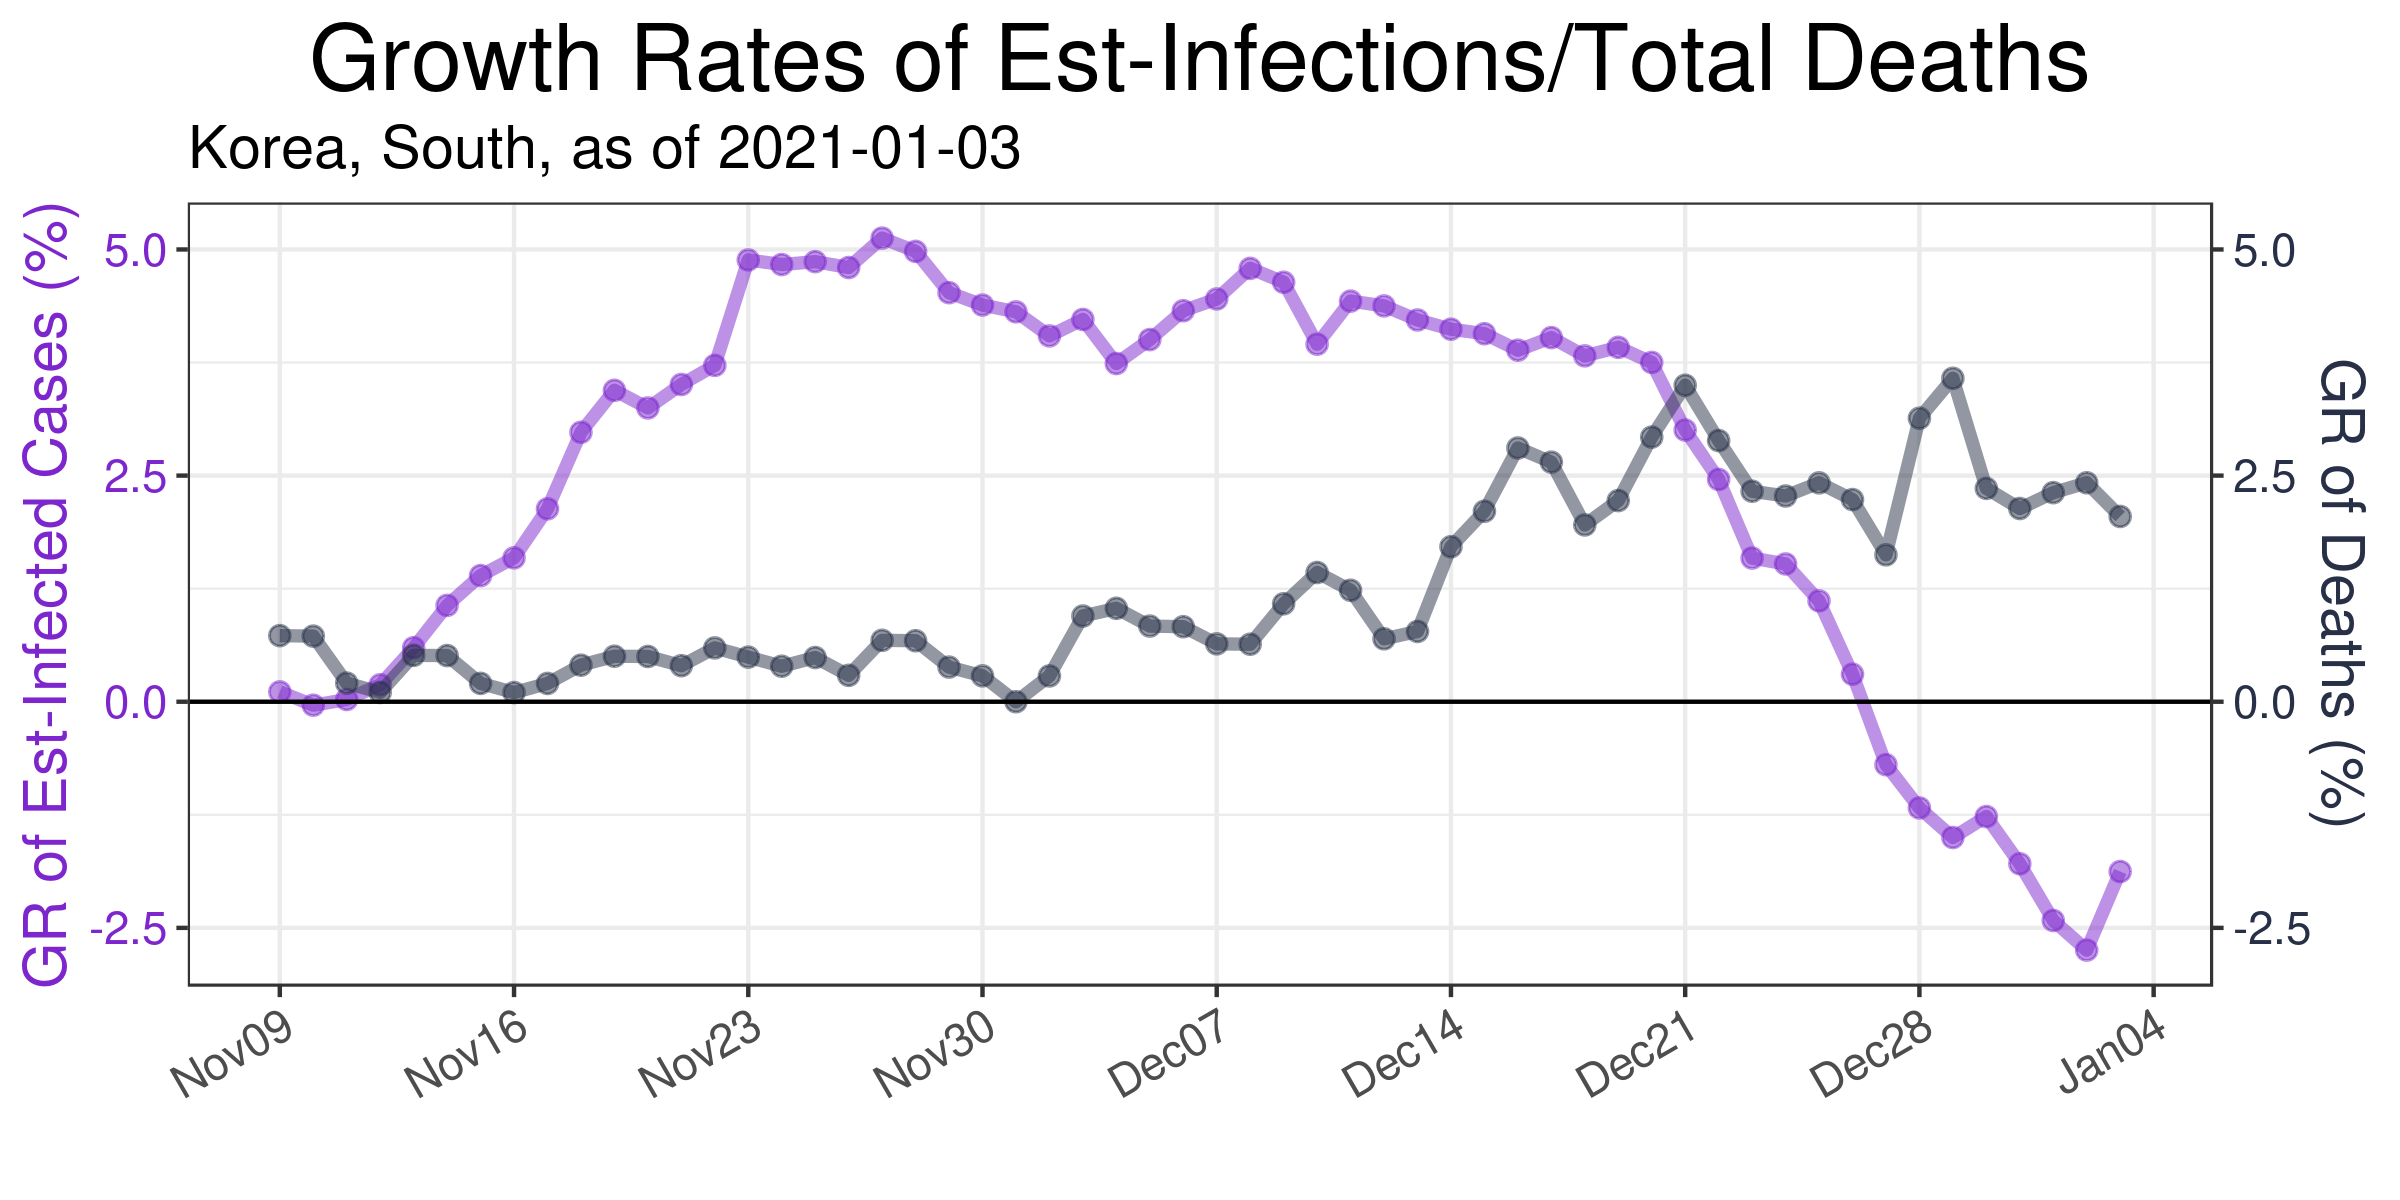 Growth Rates of Est-Infections/Total Deaths
Korea, South, as of 2021-01-03
GR of Est-Infected Cases (%)
5.0
2.5
0.0
-2.5
5.0
2.5
0.0
-2.5
GR of Deaths (%)
Nov09
Nov16
Nov23
Nov30
Dec07
Dec14
Dec21
Dec28
Jan04